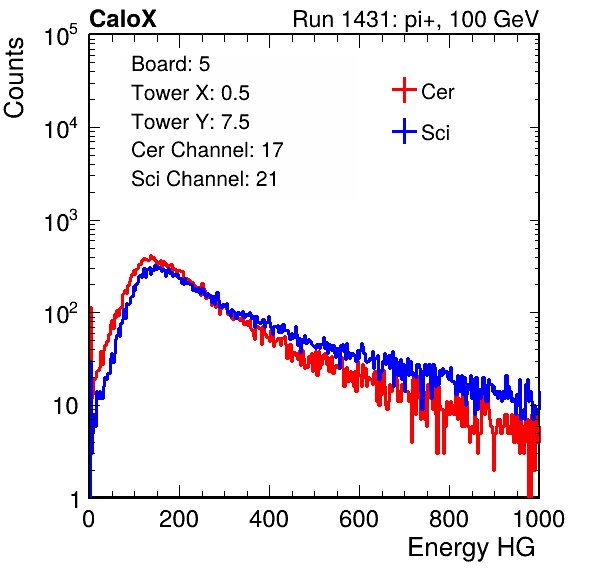 CaloX Run 1431: pi+, 100 GeV
Counts
Board: 5
Tower X: 0.5
Tower Y: 7.5
Cer Channel: 17
Sci Channel: 21
Cer
Sci
10^5
10^4
10^3
10^2
10
1
0 200 400 600 800 1000
Energy HG